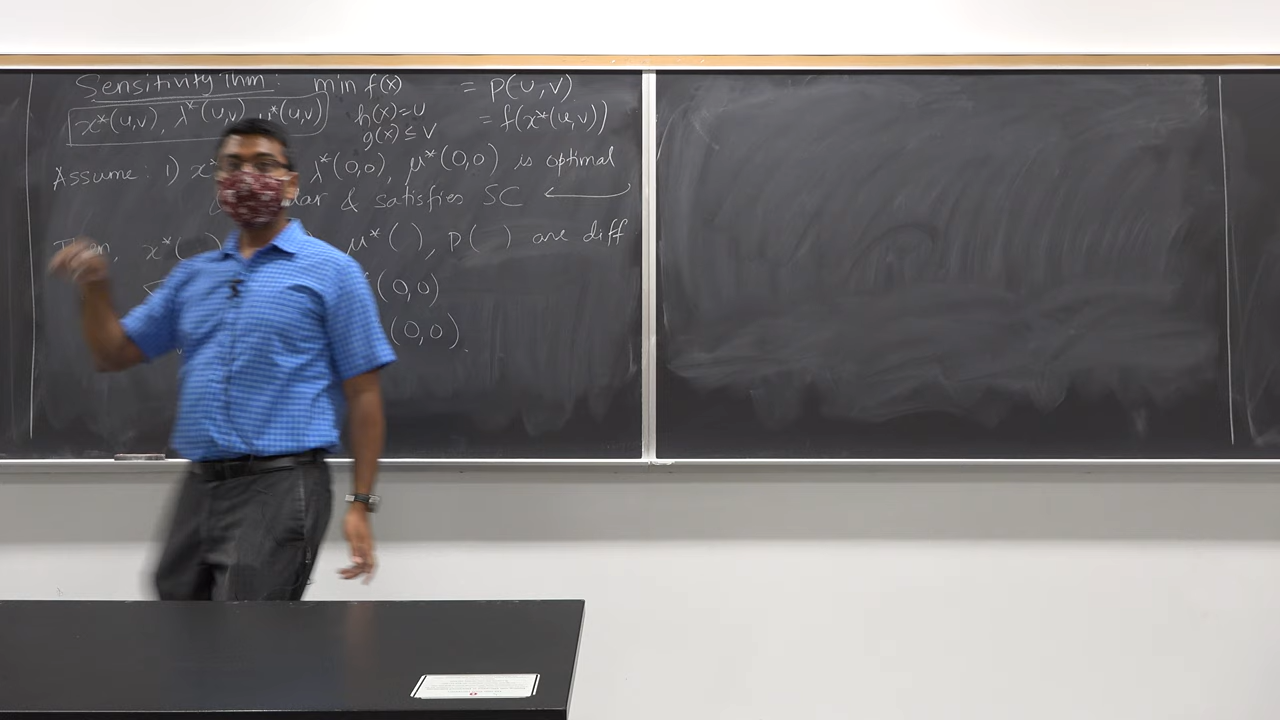 Sensitivity Thm: min f(x) = p(u,v)
x*(u,v), λ*(u,v), μ*(u,v) h(x)=u = f(x*(u,v))
g(x) ≤ v
Assume: 1) x* λ*(0,0), μ*(0,0) is optimal
& satisfies SC
Then, x*( ) μ*( ), p( ) are diff
(0,0)
(0,0)